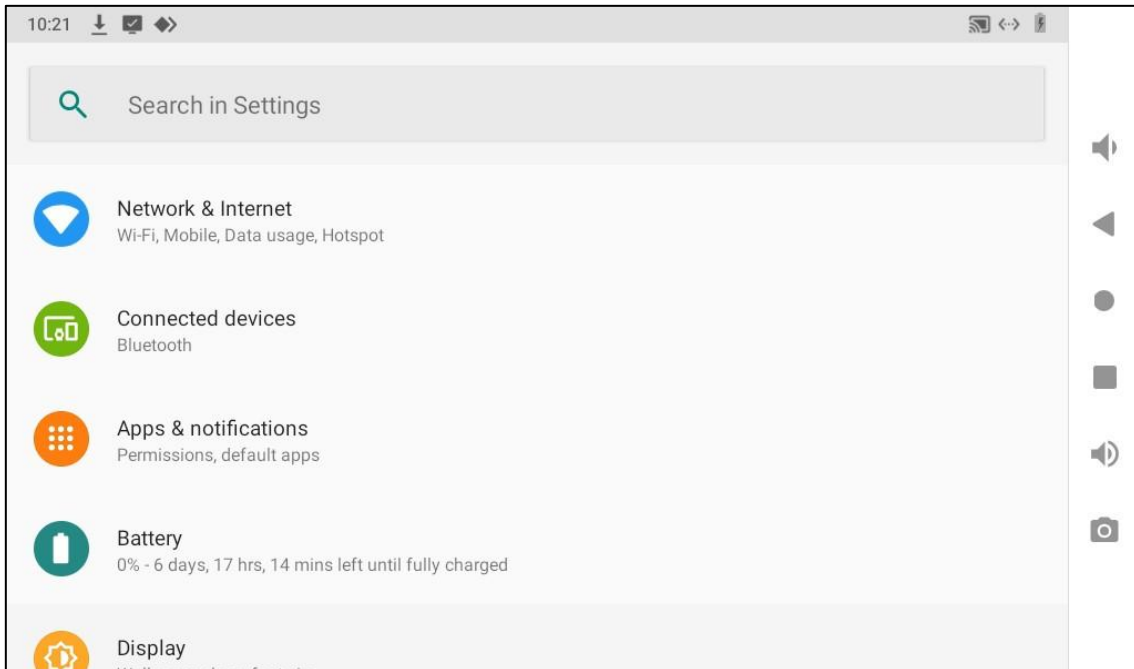 10:21
Search in Settings
Network & Internet
Wi-Fi, Mobile, Data usage, Hotspot
Connected devices
Bluetooth
Apps & notifications
Permissions, default apps
Battery
0% - 6 days, 17 hrs, 14 mins left until fully charged
Display